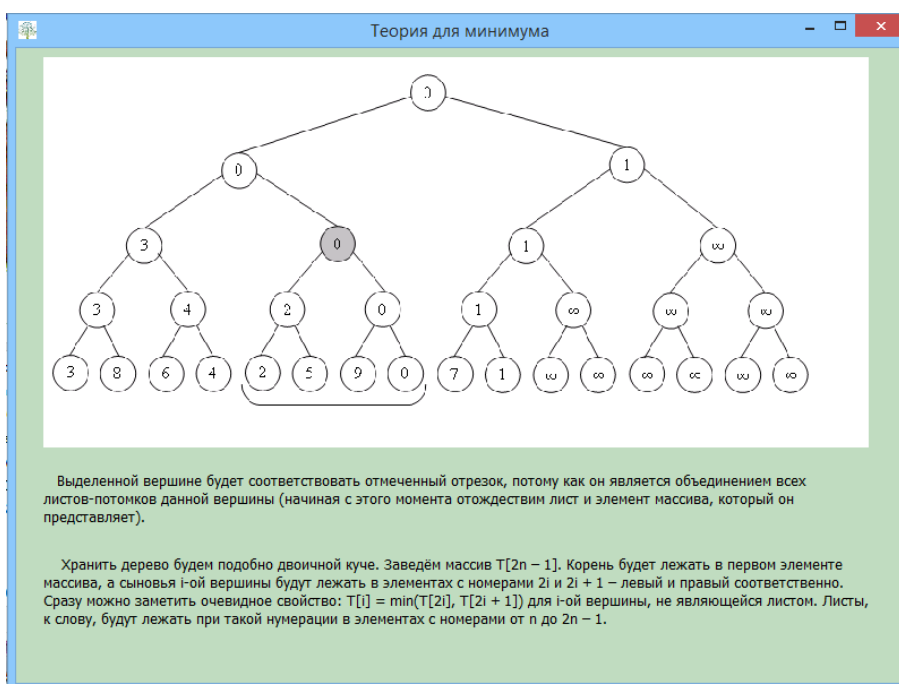 Теория для минимума
0
0 1
3 0 1 ∞
3 4 2 0 1 ∞ ∞ ∞
3 8 6 4 2 5 9 0 7 1 ∞ ∞ ∞ ∞ ∞ ∞
Выделенной вершине будет соответствовать отмеченный отрезок, потому как он является объединением всех
листов-потомков данной вершины (начиная с этого момента отождествим лист и элемент массива, который он
представляет).
Хранить дерево будем подобно двоичной куче. Заведём массив T[2n – 1]. Корень будет лежать в первом элементе
массива, а сыновья i-ой вершины будут лежать в элементах с номерами 2i и 2i + 1 – левый и правый соответственно.
Сразу можно заметить очевидное свойство: T[i] = min(T[2i], T[2i + 1]) для i-ой вершины, не являющейся листом. Листы,
к слову, будут лежать при такой нумерации в элементах с номерами от n до 2n – 1.